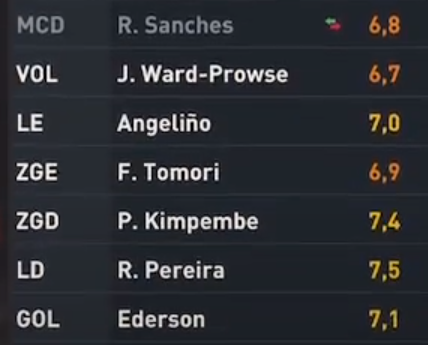 MCD R. Sanches 6,8
VOL J. Ward-Prowse 6,7
LE Angeliño 7,0
ZGE F. Tomori 6,9
ZGD P. Kimpembe 7,4
LD R. Pereira 7,5
GOL Ederson 7,1